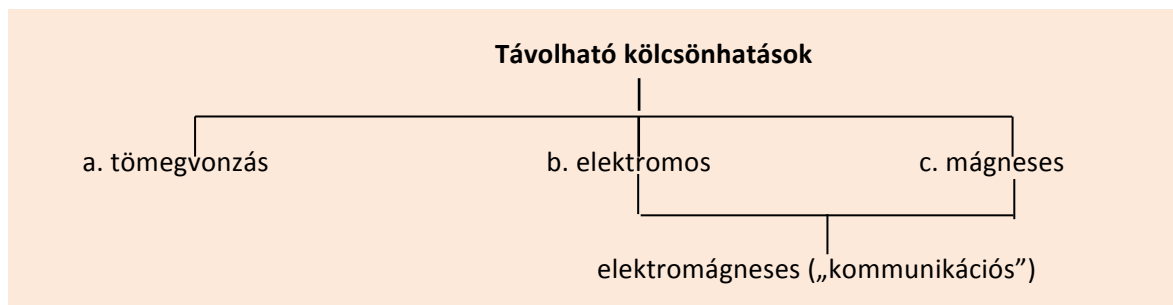 Távolható kölcsönhatások
a. tömegvonzás b. elektromos c. mágneses
elektromágneses („kommunikációs”)